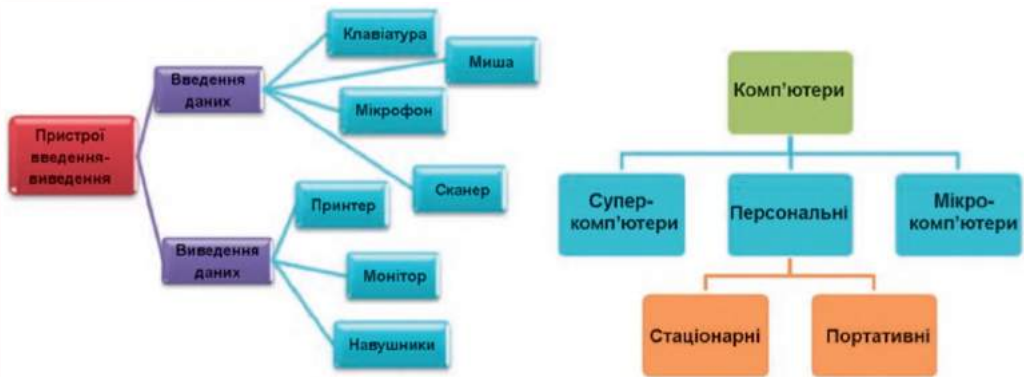 Пристрої
введення-
виведення
Введення
даних
Клавіатура
Миша
Мікрофон
Сканер
Виведення
даних
Принтер
Монітор
Навушники
Комп'ютери
Супер-
комп'ютери
Персональні
Мікро-
комп'ютери
Стаціонарні
Портативні